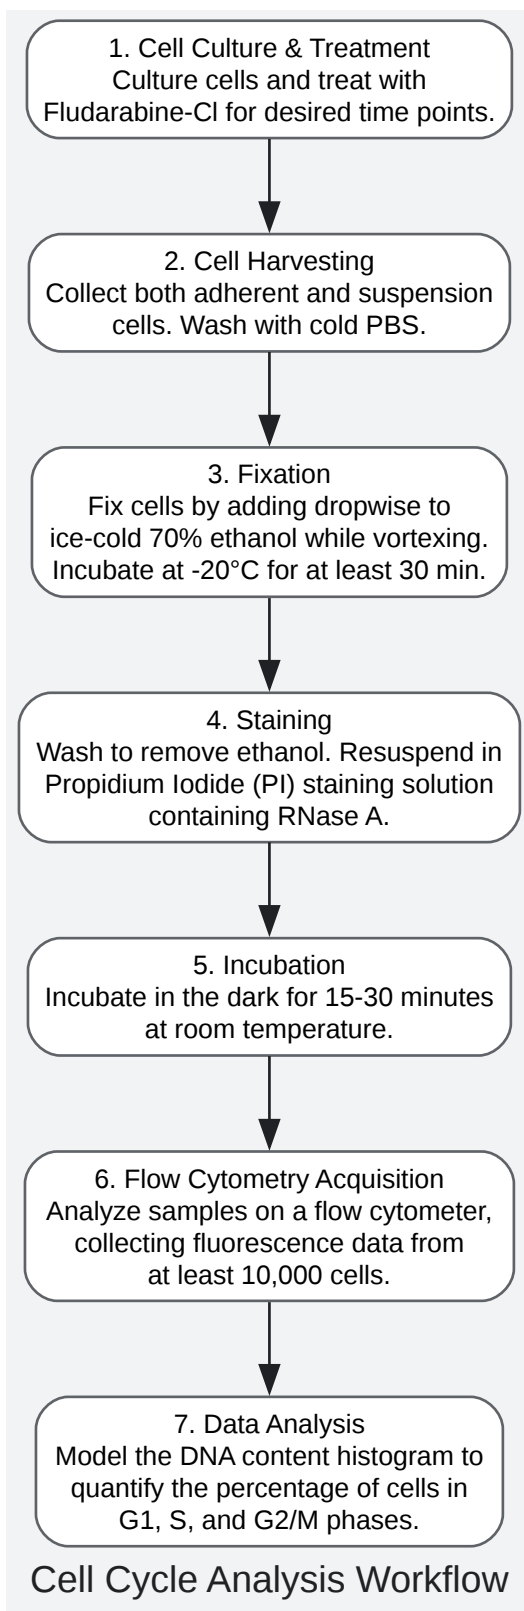 1. Cell Culture & Treatment
Culture cells and treat with
Fludarabine-Cl for desired time points.
2. Cell Harvesting
Collect both adherent and suspension
cells. Wash with cold PBS.
3. Fixation
Fix cells by adding dropwise to
ice-cold 70% ethanol while vortexing.
Incubate at -20°C for at least 30 min.
4. Staining
Wash to remove ethanol. Resuspend in
Propidium Iodide (PI) staining solution
containing RNase A.
5. Incubation
Incubate in the dark for 15-30 minutes
at room temperature.
6. Flow Cytometry Acquisition
Analyze samples on a flow cytometer,
collecting fluorescence data from
at least 10,000 cells.
7. Data Analysis
Model the DNA content histogram to
quantify the percentage of cells in
G1, S, and G2/M phases.
Cell Cycle Analysis Workflow